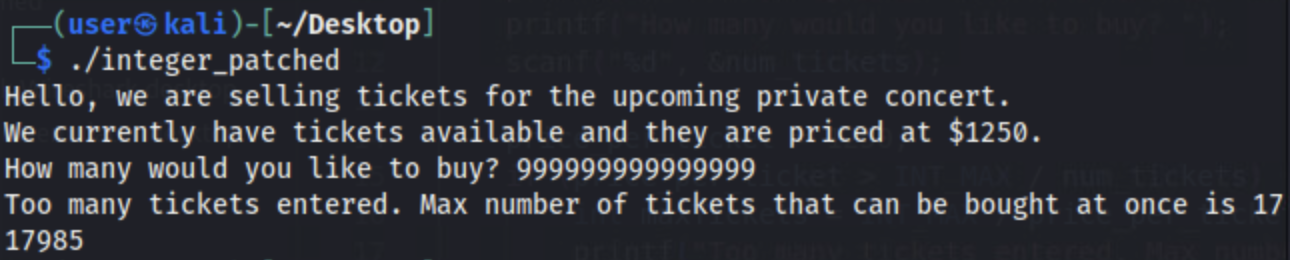 (user㉿kali)-[~/Desktop]
$ ./integer_patched
Hello, we are selling tickets for the upcoming private concert.
We currently have tickets available and they are priced at $1250.
How many would you like to buy? 999999999999999
Too many tickets entered. Max number of tickets that can be bought at once is 17
17985